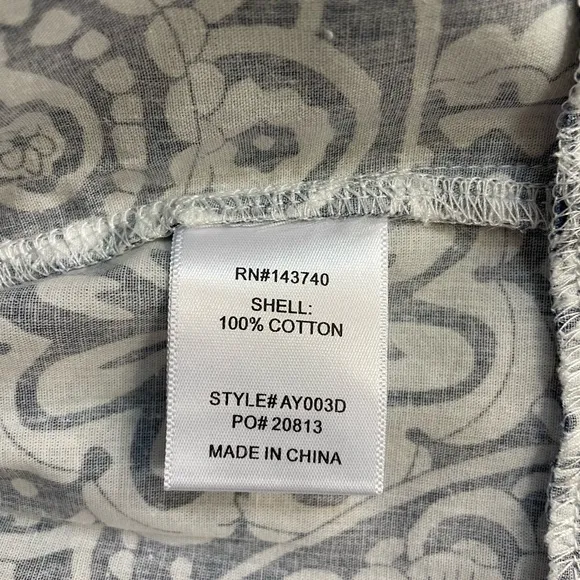 RN#143740
SHELL:
100% COTTON
STYLE# AY003D
PO# 20813
MADE IN CHINA